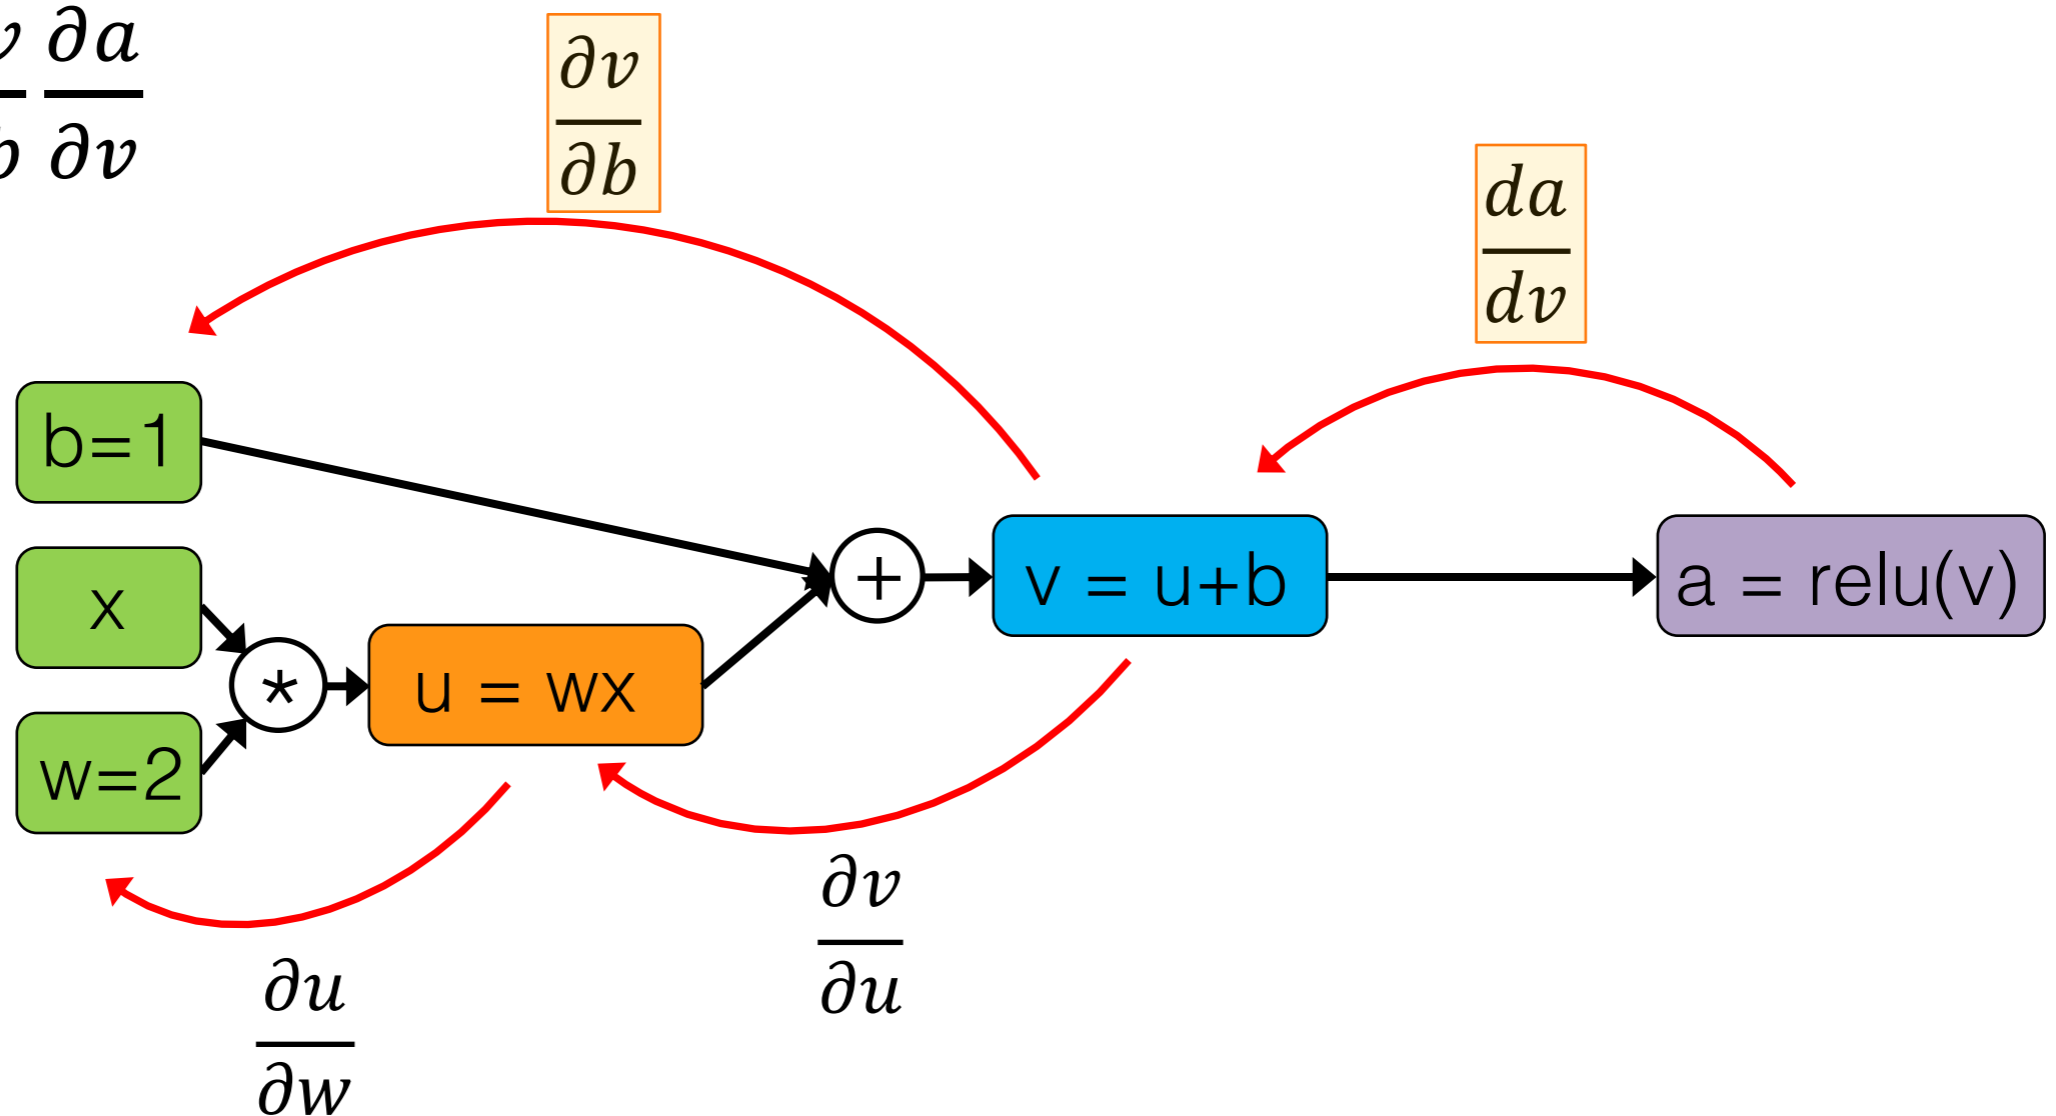 v ∂a
b ∂v
∂v
∂b
da
dv
b=1
x
w=2
*
u = wx
+
v = u+b
a = relu(v)
∂v
∂u
∂u
∂w